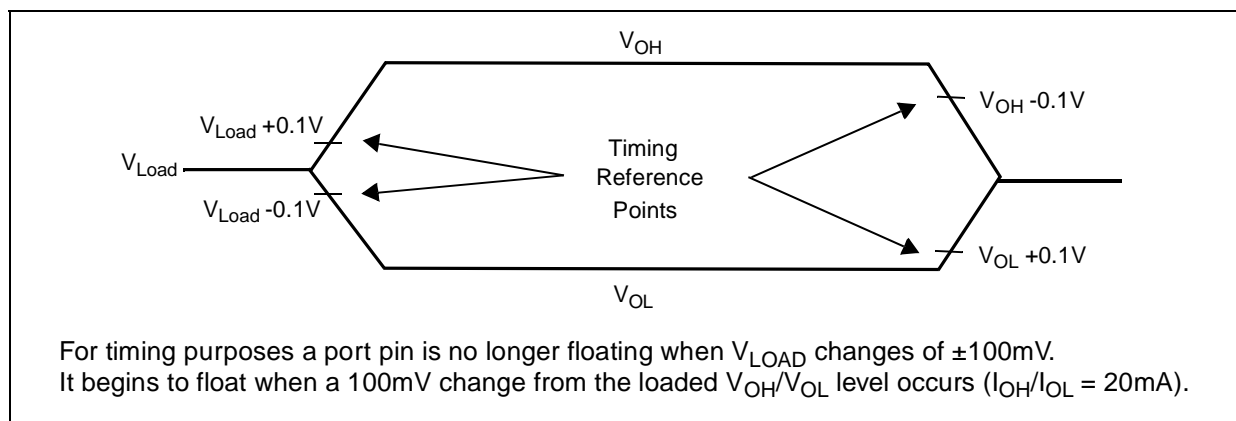 VOH
VOH -0.1V
VLoad +0.1V
Timing
Reference
Points
VLoad
VLoad -0.1V
VOL +0.1V
VOL
For timing purposes a port pin is no longer floating when VLOAD changes of ±100mV.
It begins to float when a 100mV change from the loaded VOH/VOL level occurs (IOH/IOL = 20mA).